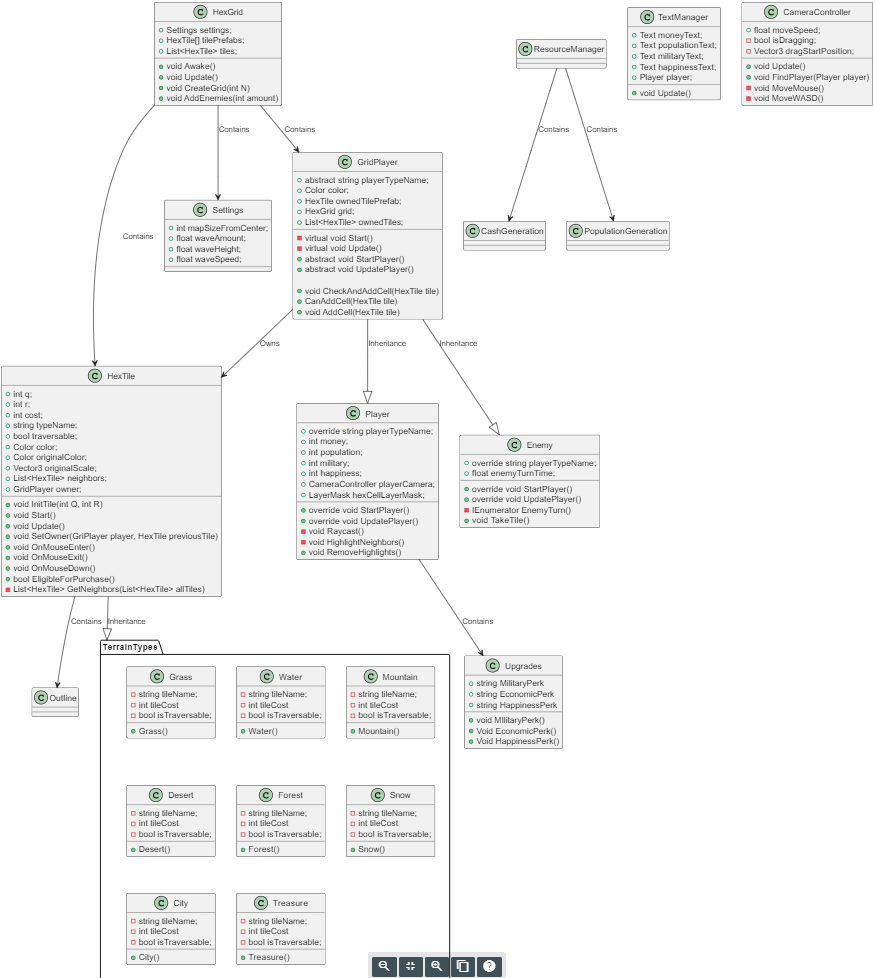 C HexGrid
Settings settings;
HexTile[] tilePrefabs;
List<HexTile> tiles;
void Awake()
void Update()
void CreateGrid(int N)
void AddEnemies(int amount)
C TextManager
Text moneyText;
Text populationText;
Text militaryText;
Text happinessText;
Player player;
void Update()
C CameraController
float moveSpeed;
bool isDragging;
Vector3 dragStartPosition;
void Update()
void FindPlayer(Player player)
void MoveMouse()
void MoveWASD()
C ResourceManager
Contains
Contains
Contains
Contains
Contains
C GridPlayer
abstract string playerTypeName;
Color color;
HexTile ownedTilePrefab;
HexGrid grid;
List<HexTile> ownedTiles;
virtual void Start()
virtual void Update()
abstract void StartPlayer()
abstract void UpdatePlayer()
void CheckAndAddCell(HexTile tile)
CanAddCell(HexTile tile)
void AddCell(HexTile tile)
C Settings
int mapSizeFromCenter;
float waveAmount;
float waveHeight;
float waveSpeed;
C CashGeneration
C PopulationGeneration
Owns
Inheritance
Inheritance
C HexTile
int q;
int r;
int cost;
string typeName;
bool traversable;
Color color;
Color originalColor;
Vector3 originalScale;
List<HexTile> neighbors;
GridPlayer owner;
void InitTile(int Q, int R)
void Start()
void Update()
void SetOwner(GriPlayer player, HexTile previousTile)
void OnMouseEnter()
void OnMouseExit()
void OnMouseDown()
bool EligibleForPurchase()
List<HexTile> GetNeighbors(List<HexTile> allTiles)
C Player
override string playerTypeName;
int money;
int population;
int military;
int happiness;
CameraController playerCamera;
LayerMask hexCellLayerMask;
override void StartPlayer()
override void UpdatePlayer()
void Raycast()
void HighlightNeighbors()
void RemoveHighlights()
C Enemy
override string playerTypeName;
float enemyTurnTime;
override void StartPlayer()
override void UpdatePlayer()
IEnumerator EnemyTurn()
void TakeTile()
Contains
Inheritance
Contains
C Outline
TerrainTypes
C Upgrades
string MilitaryPerk
string EconomicPerk
string HappinessPerk
void MIlitaryPerk()
Void EconomicPerk()
Void HappinessPerk()
C Grass
string tileName;
int tileCost
bool isTraversable;
Grass()
C Water
string tileName;
int tileCost
bool isTraversable;
Water()
C Mountain
string tileName;
int tileCost
bool isTraversable;
Mountain()
C Desert
string tileName;
int tileCost
bool isTraversable;
Desert()
C Forest
string tileName;
int tileCost
bool isTraversable;
Forest()
C Snow
string tileName;
int tileCost
bool isTraversable;
Snow()
C City
string tileName;
int tileCost
bool isTraversable;
City()
C Treasure
string tileName;
int tileCost
bool isTraversable;
Treasure()
?